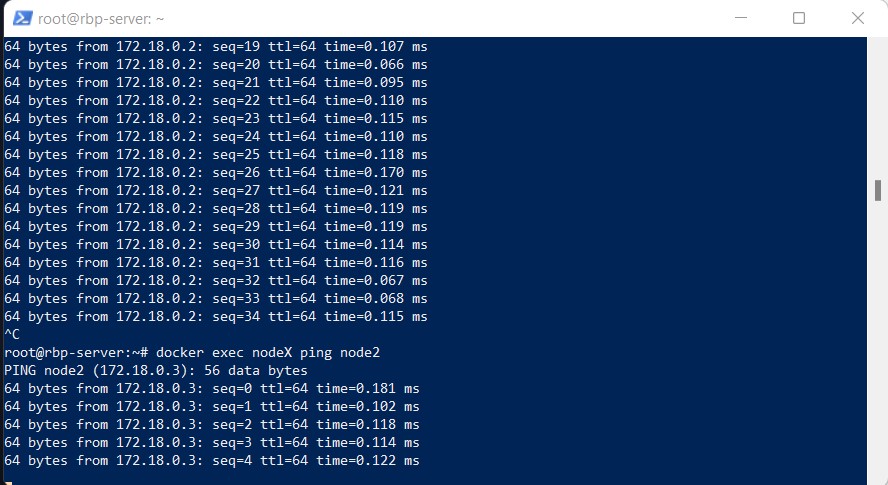 root@rbp-server: ~
64 bytes from 172.18.0.2: seq=19 ttl=64 time=0.107 ms
64 bytes from 172.18.0.2: seq=20 ttl=64 time=0.066 ms
64 bytes from 172.18.0.2: seq=21 ttl=64 time=0.095 ms
64 bytes from 172.18.0.2: seq=22 ttl=64 time=0.110 ms
64 bytes from 172.18.0.2: seq=23 ttl=64 time=0.115 ms
64 bytes from 172.18.0.2: seq=24 ttl=64 time=0.110 ms
64 bytes from 172.18.0.2: seq=25 ttl=64 time=0.118 ms
64 bytes from 172.18.0.2: seq=26 ttl=64 time=0.170 ms
64 bytes from 172.18.0.2: seq=27 ttl=64 time=0.121 ms
64 bytes from 172.18.0.2: seq=28 ttl=64 time=0.119 ms
64 bytes from 172.18.0.2: seq=29 ttl=64 time=0.119 ms
64 bytes from 172.18.0.2: seq=30 ttl=64 time=0.114 ms
64 bytes from 172.18.0.2: seq=31 ttl=64 time=0.116 ms
64 bytes from 172.18.0.2: seq=32 ttl=64 time=0.067 ms
64 bytes from 172.18.0.2: seq=33 ttl=64 time=0.068 ms
64 bytes from 172.18.0.2: seq=34 ttl=64 time=0.115 ms
^C
root@rbp-server:~# docker exec nodeX ping node2
PING node2 (172.18.0.3): 56 data bytes
64 bytes from 172.18.0.3: seq=0 ttl=64 time=0.181 ms
64 bytes from 172.18.0.3: seq=1 ttl=64 time=0.102 ms
64 bytes from 172.18.0.3: seq=2 ttl=64 time=0.118 ms
64 bytes from 172.18.0.3: seq=3 ttl=64 time=0.114 ms
64 bytes from 172.18.0.3: seq=4 ttl=64 time=0.122 ms